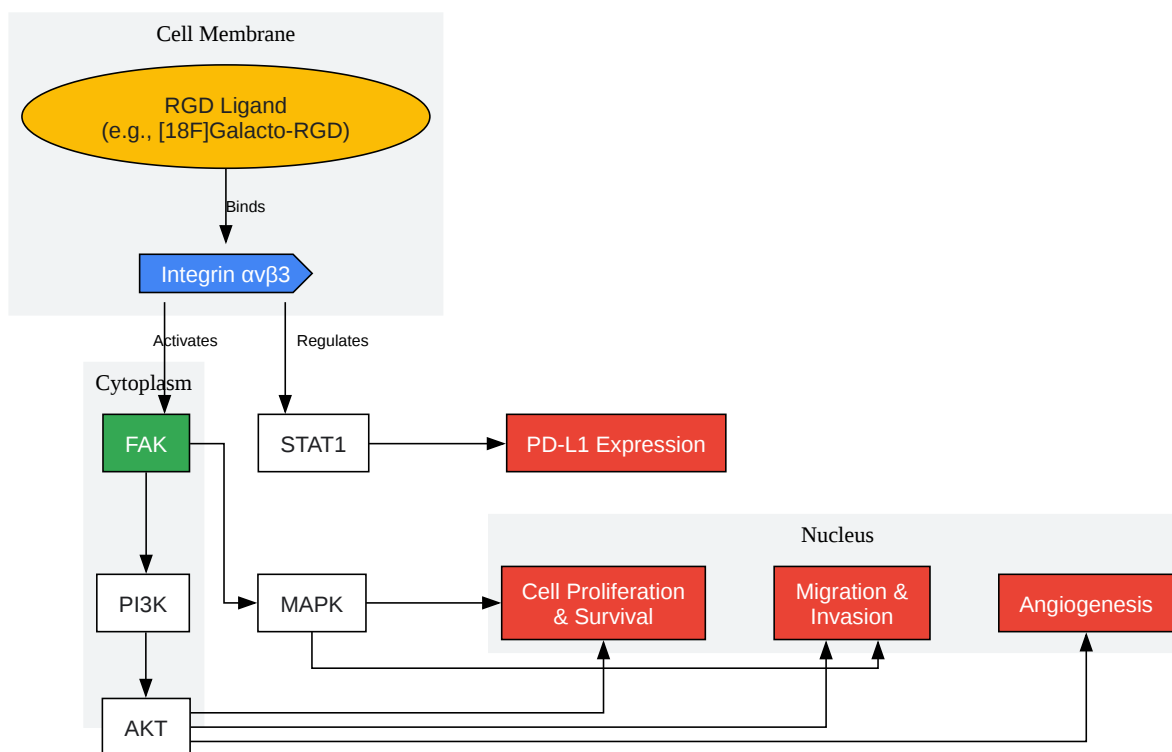 Cell Membrane
RGD Ligand
(e.g., [18F]Galacto-RGD)
Binds
Integrin αvβ3
Activates
Regulates
Cytoplasm
FAK
STAT1
PD-L1 Expression
Nucleus
PI3K
MAPK
Cell Proliferation
& Survival
Migration &
Invasion
Angiogenesis
AKT